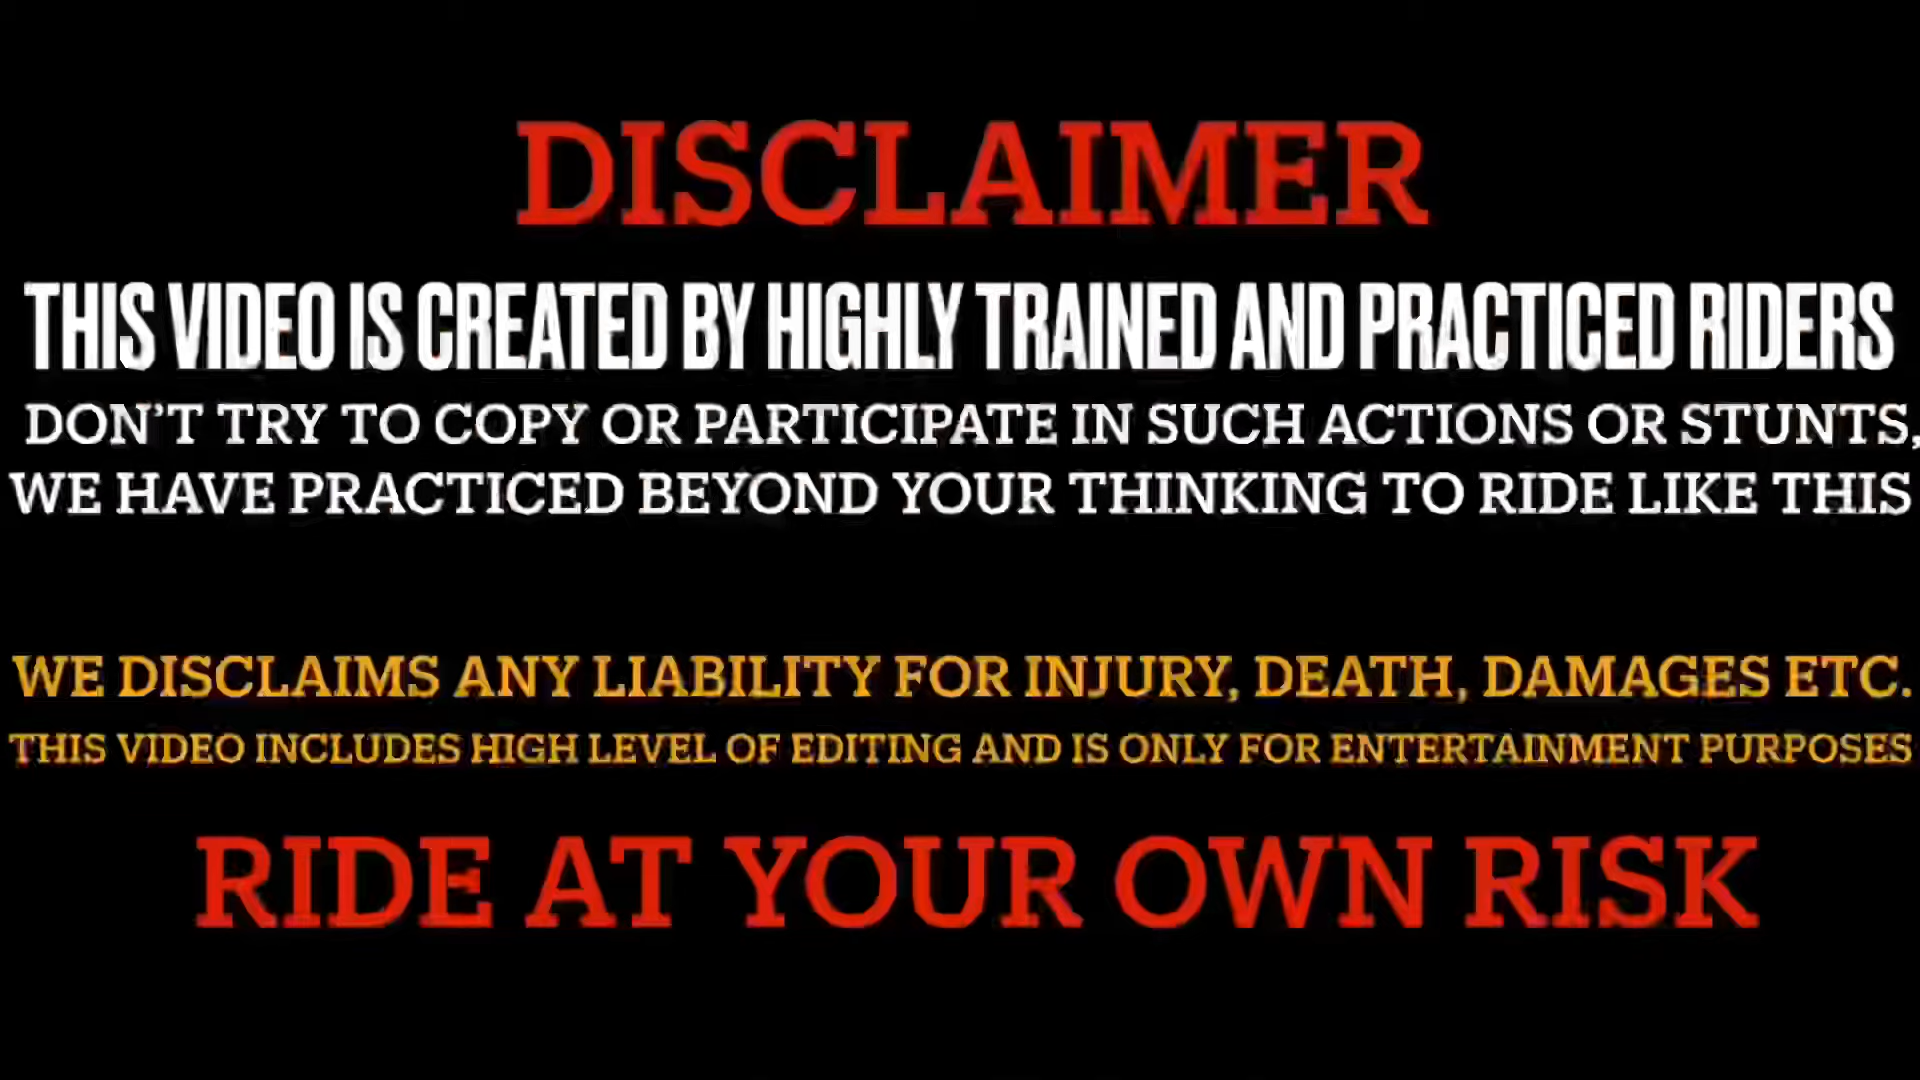 DISCLAIMER
THIS VIDEO IS CREATED BY HIGHLY TRAINED AND PRACTICED RIDERS
DON'T TRY TO COPY OR PARTICIPATE IN SUCH ACTIONS OR STUNTS,
WE HAVE PRACTICED BEYOND YOUR THINKING TO RIDE LIKE THIS
WE DISCLAIMS ANY LIABILITY FOR INJURY, DEATH, DAMAGES ETC.
THIS VIDEO INCLUDES HIGH LEVEL OF EDITING AND IS ONLY FOR ENTERTAINMENT PURPOSES
RIDE AT YOUR OWN RISK